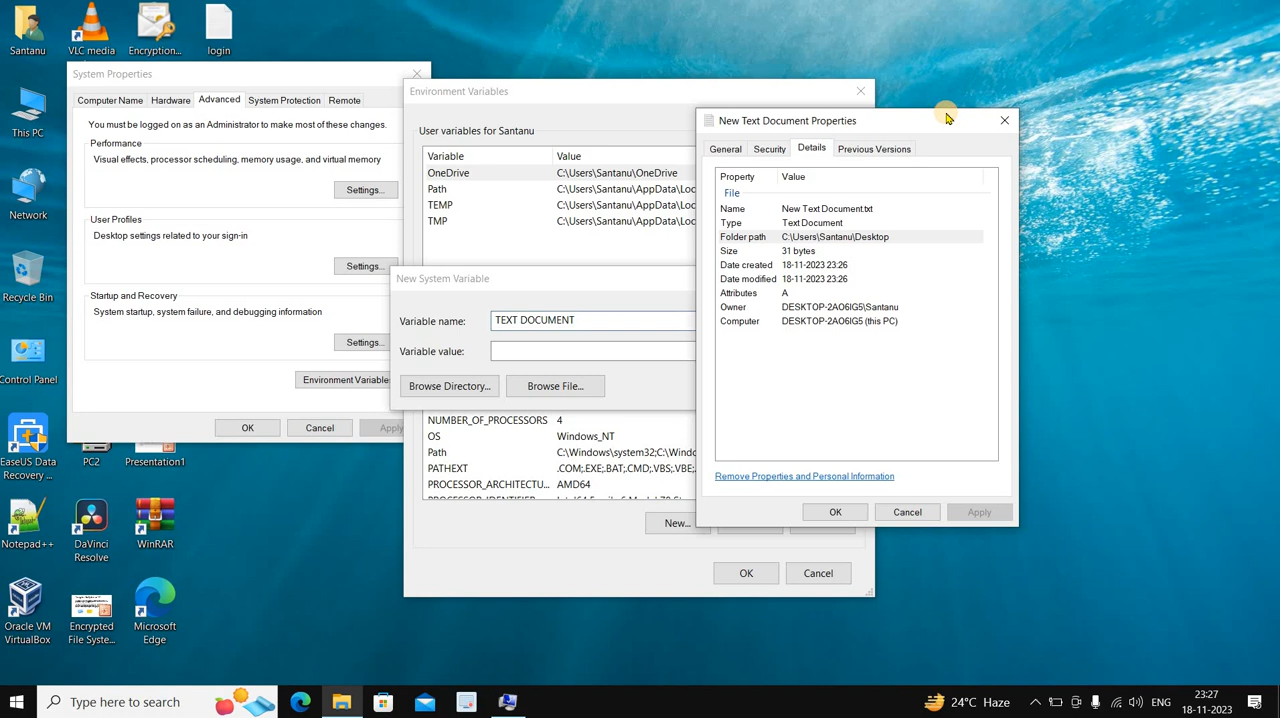 Santanu
VLC media
Encryption...
login
This PC
Network
Recycle Bin
Control Panel
EaseUS Data
Recovery ...
PC2
Presentation1
Notepad++
DaVinci
Resolve
WinRAR
Oracle VM
VirtualBox
Encrypted
File Syste...
Microsoft
Edge
System Properties
Computer Name
Hardware
Advanced
System Protection
Remote
You must be logged on as an Administrator to make most of these changes.
Performance
Visual effects, processor scheduling, memory usage, and virtual memory
Settings...
User Profiles
Desktop settings related to your sign-in
Settings...
Startup and Recovery
System startup, system failure, and debugging information
Settings...
Environment Variables
OK
Cancel
Apply
Environment Variables
User variables for Santanu
Variable Value
OneDrive C:\Users\Santanu\OneDrive
Path C:\Users\Santanu\AppData\Loc
TEMP C:\Users\Santanu\AppData\Loc
TMP C:\Users\Santanu\AppData\Loc
New System Variable
Variable name: TEXT DOCUMENT
Variable value:
Browse Directory...
Browse File...
NUMBER_OF_PROCESSORS 4
OS Windows_NT
Path C:\Windows\system32;C:\Wind
PATHEXT .COM;.EXE;.BAT;.CMD;.VBS;.VBE;
PROCESSOR_ARCHITECTU... AMD64
New...
OK
Cancel
New Text Document Properties
General
Security
Details
Previous Versions
Property Value
File
Name New Text Document.txt
Type Text Document
Folder path C:\Users\Santanu\Desktop
Size 31 bytes
Date created 18-11-2023 23:26
Date modified 18-11-2023 23:26
Attributes A
Owner DESKTOP-2AO6IG5\Santanu
Computer DESKTOP-2AO6IG5 (this PC)
Remove Properties and Personal Information
OK
Cancel
Apply
Type here to search
24°C Haze
ENG
23:27
18-11-2023